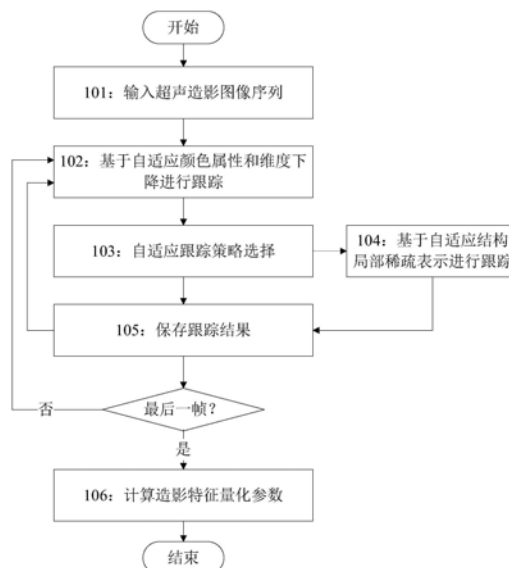 开始
101：输入超声造影图像序列
102：基于自适应颜色属性和维度下
降进行跟踪
103：自适应跟踪策略选择
104：基于自适应结构
局部稀疏表示进行跟踪
105：保存跟踪结果
最后一帧？
否
是
106：计算造影特征量化参数
结束